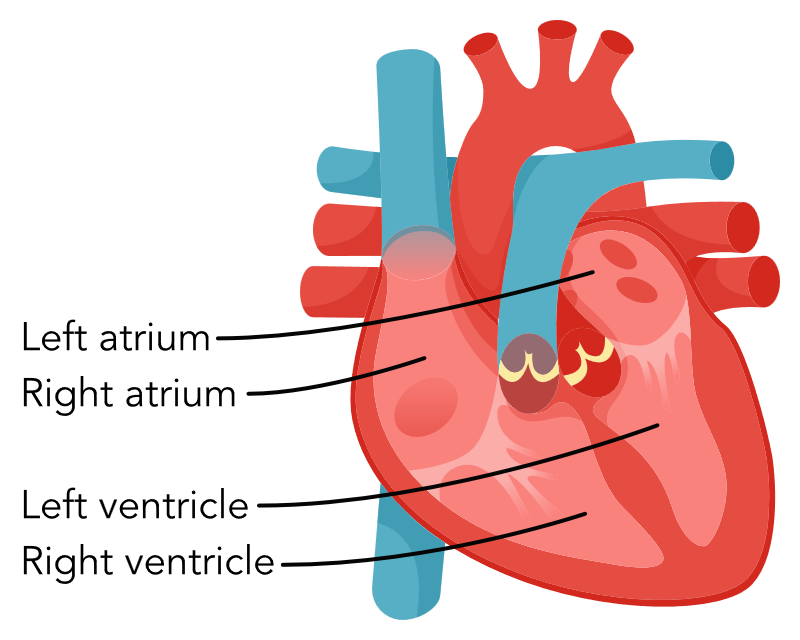 Left atrium
Right atrium
Left ventricle
Right ventricle